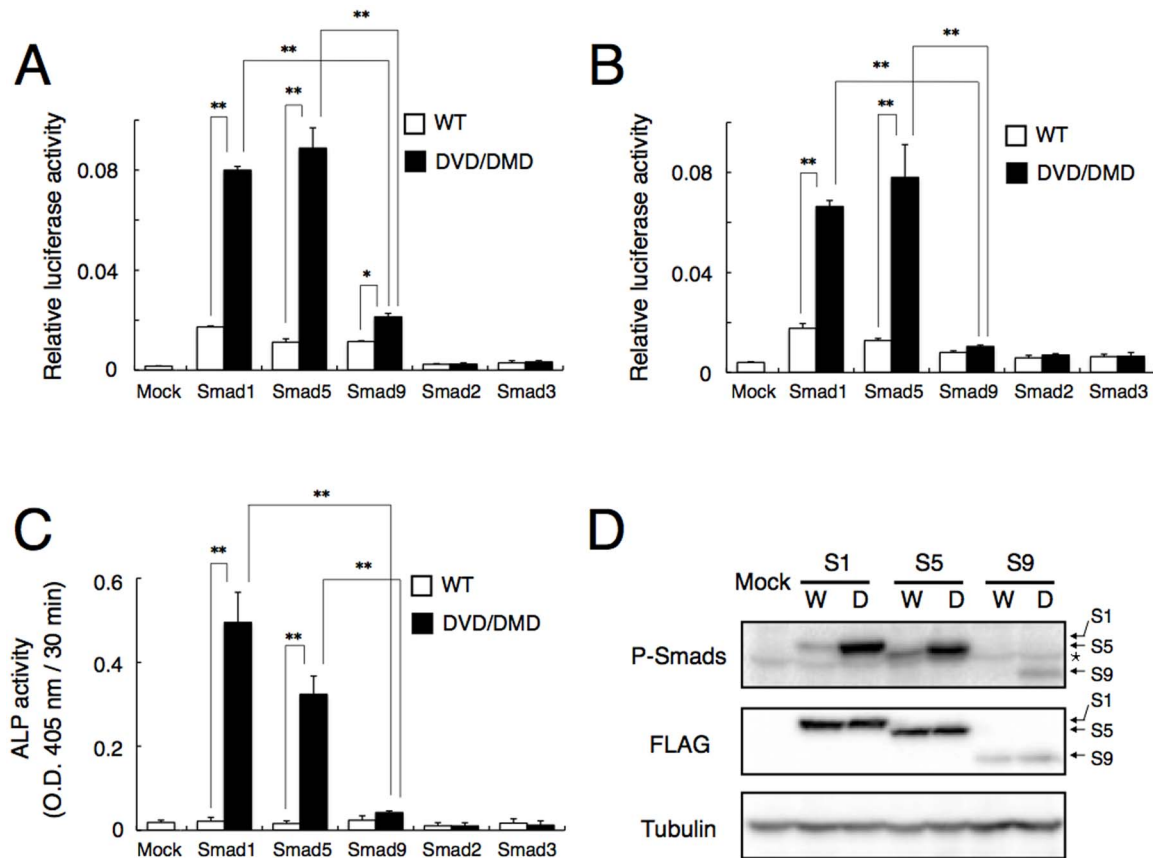 A
**
**
**
**
*
WT
DVD/DMD
Relative luciferase activity
0.08
0.04
0
Mock Smad1 Smad5 Smad9 Smad2 Smad3
B
**
**
**
**
WT
DVD/DMD
Relative luciferase activity
0.08
0.04
0
Mock Smad1 Smad5 Smad9 Smad2 Smad3
C
**
**
**
**
WT
DVD/DMD
ALP activity
(O.D. 405 nm / 30 min)
0.6
0.4
0.2
0
Mock Smad1 Smad5 Smad9 Smad2 Smad3
D
S1 S5 S9
Mock W D W D W D
P-Smads
S1
S5
*
S9
FLAG
S1
S5
S9
Tubulin